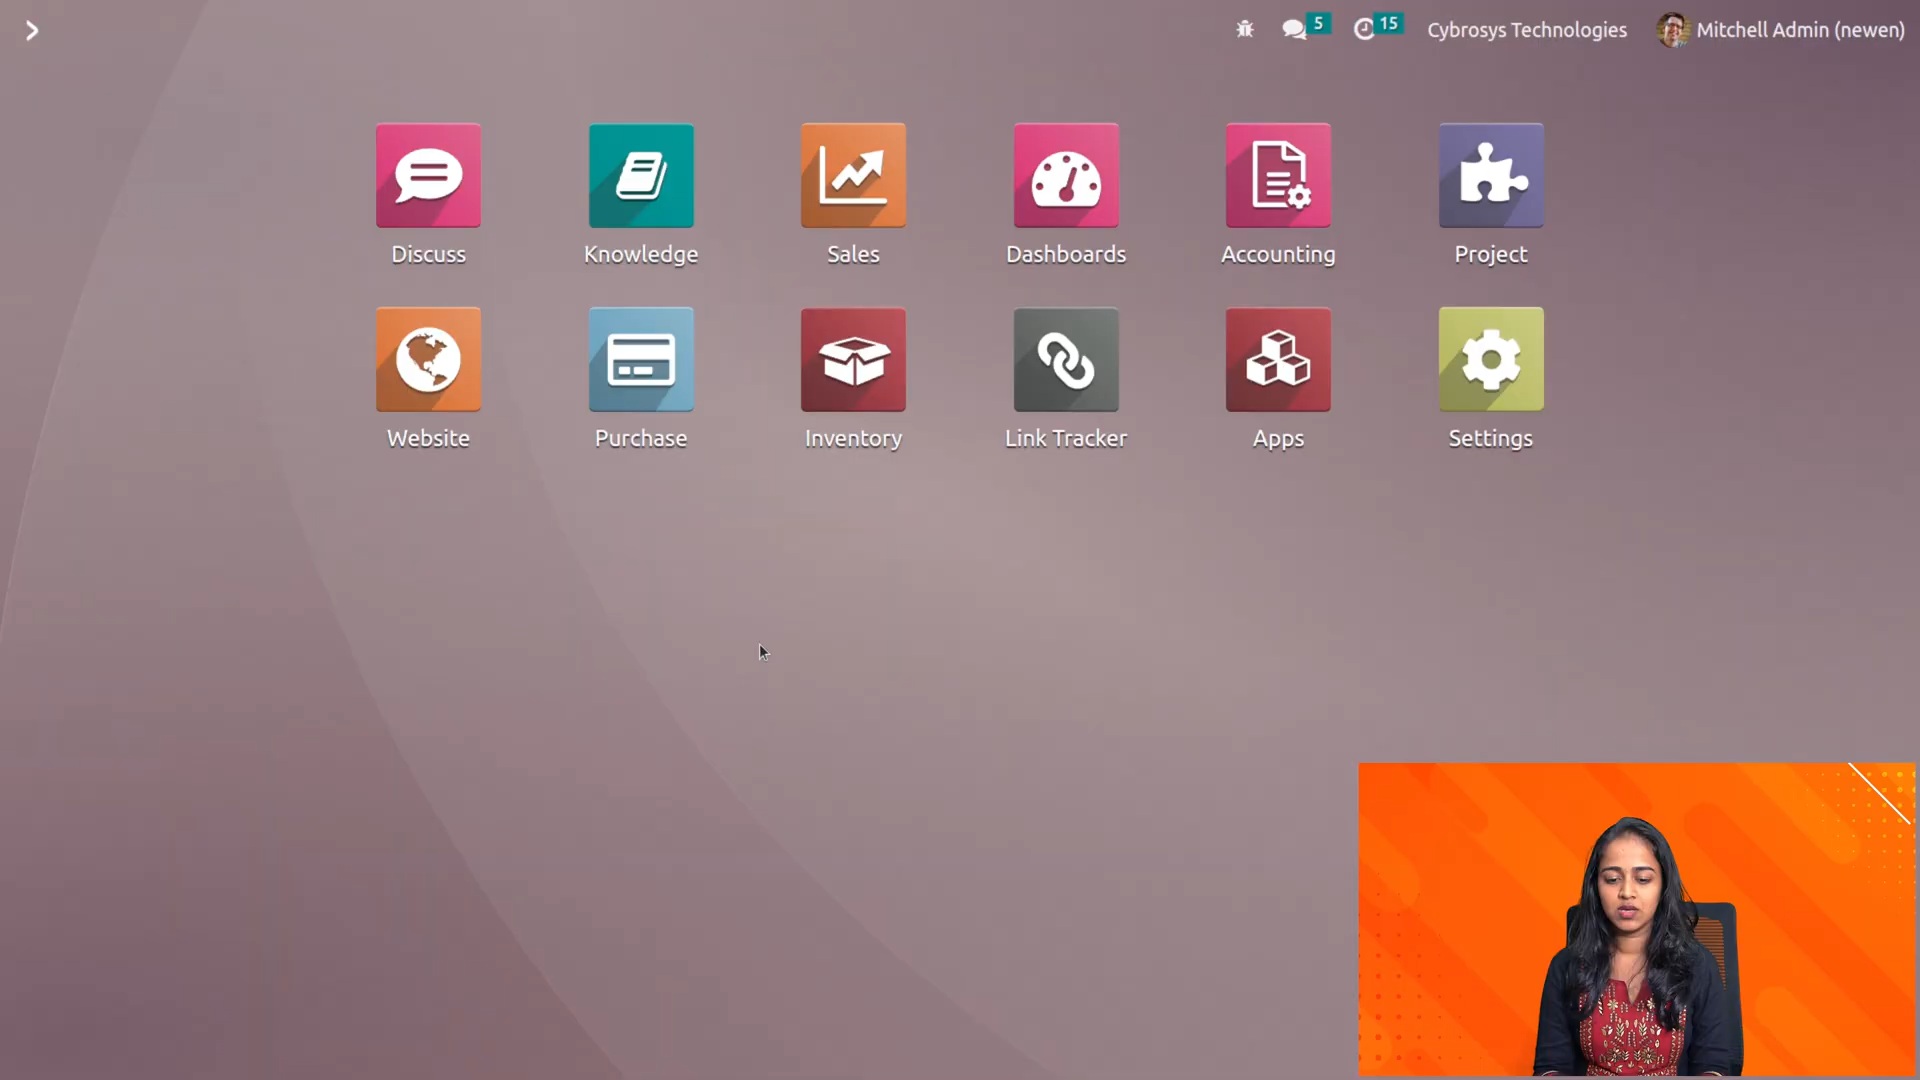 5
15
Cybrosys Technologies
Mitchell Admin (newen)
Discuss
Knowledge
Sales
Dashboards
Accounting
Project
Website
Purchase
Inventory
Link Tracker
Apps
Settings